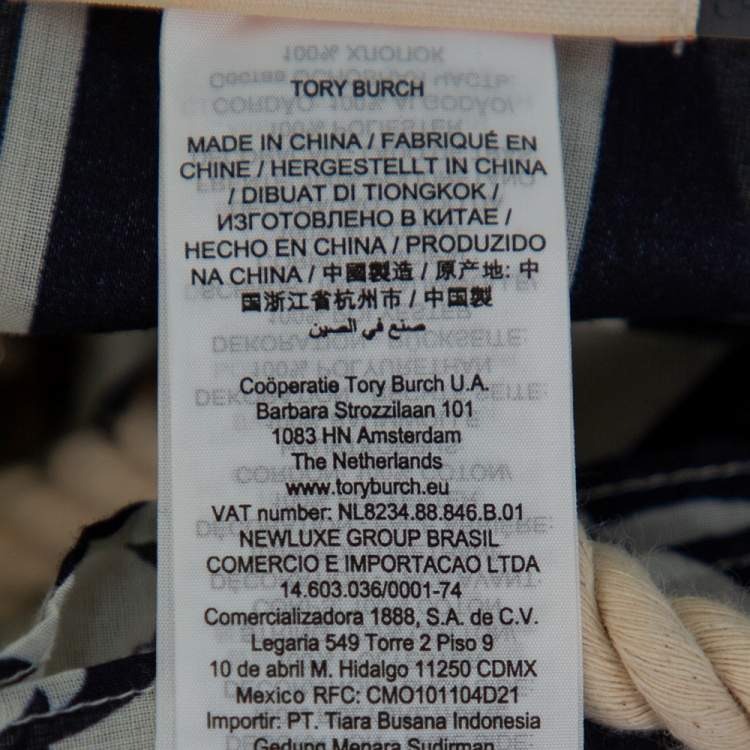 TORY BURCH
MADE IN CHINA / FABRIQUÉ EN
CHINE / HERGESTELLT IN CHINA
/ DIBUAT DI TIONGKOK /
ИЗГОТОВЛЕНО В КИТАЕ /
HECHO EN CHINA / PRODUZIDO
NA CHINA / 中國製造 / 原产地: 中
国浙江省杭州市 / 中国製
صنع في الصين
Coöperatie Tory Burch U.A.
Barbara Strozzilaan 101
1083 HN Amsterdam
The Netherlands
www.toryburch.eu
VAT number: NL8234.88.846.B.01
NEWLUXE GROUP BRASIL
COMERCIO E IMPORTACAO LTDA
14.603.036/0001-74
Comercializadora 1888, S.A. de C.V.
Legaria 549 Torre 2 Piso 9
10 de abril M. Hidalgo 11250 CDMX
Mexico RFC: CMO101104D21
Importir: PT. Tiara Busana Indonesia
Gedung Menara Sudirman